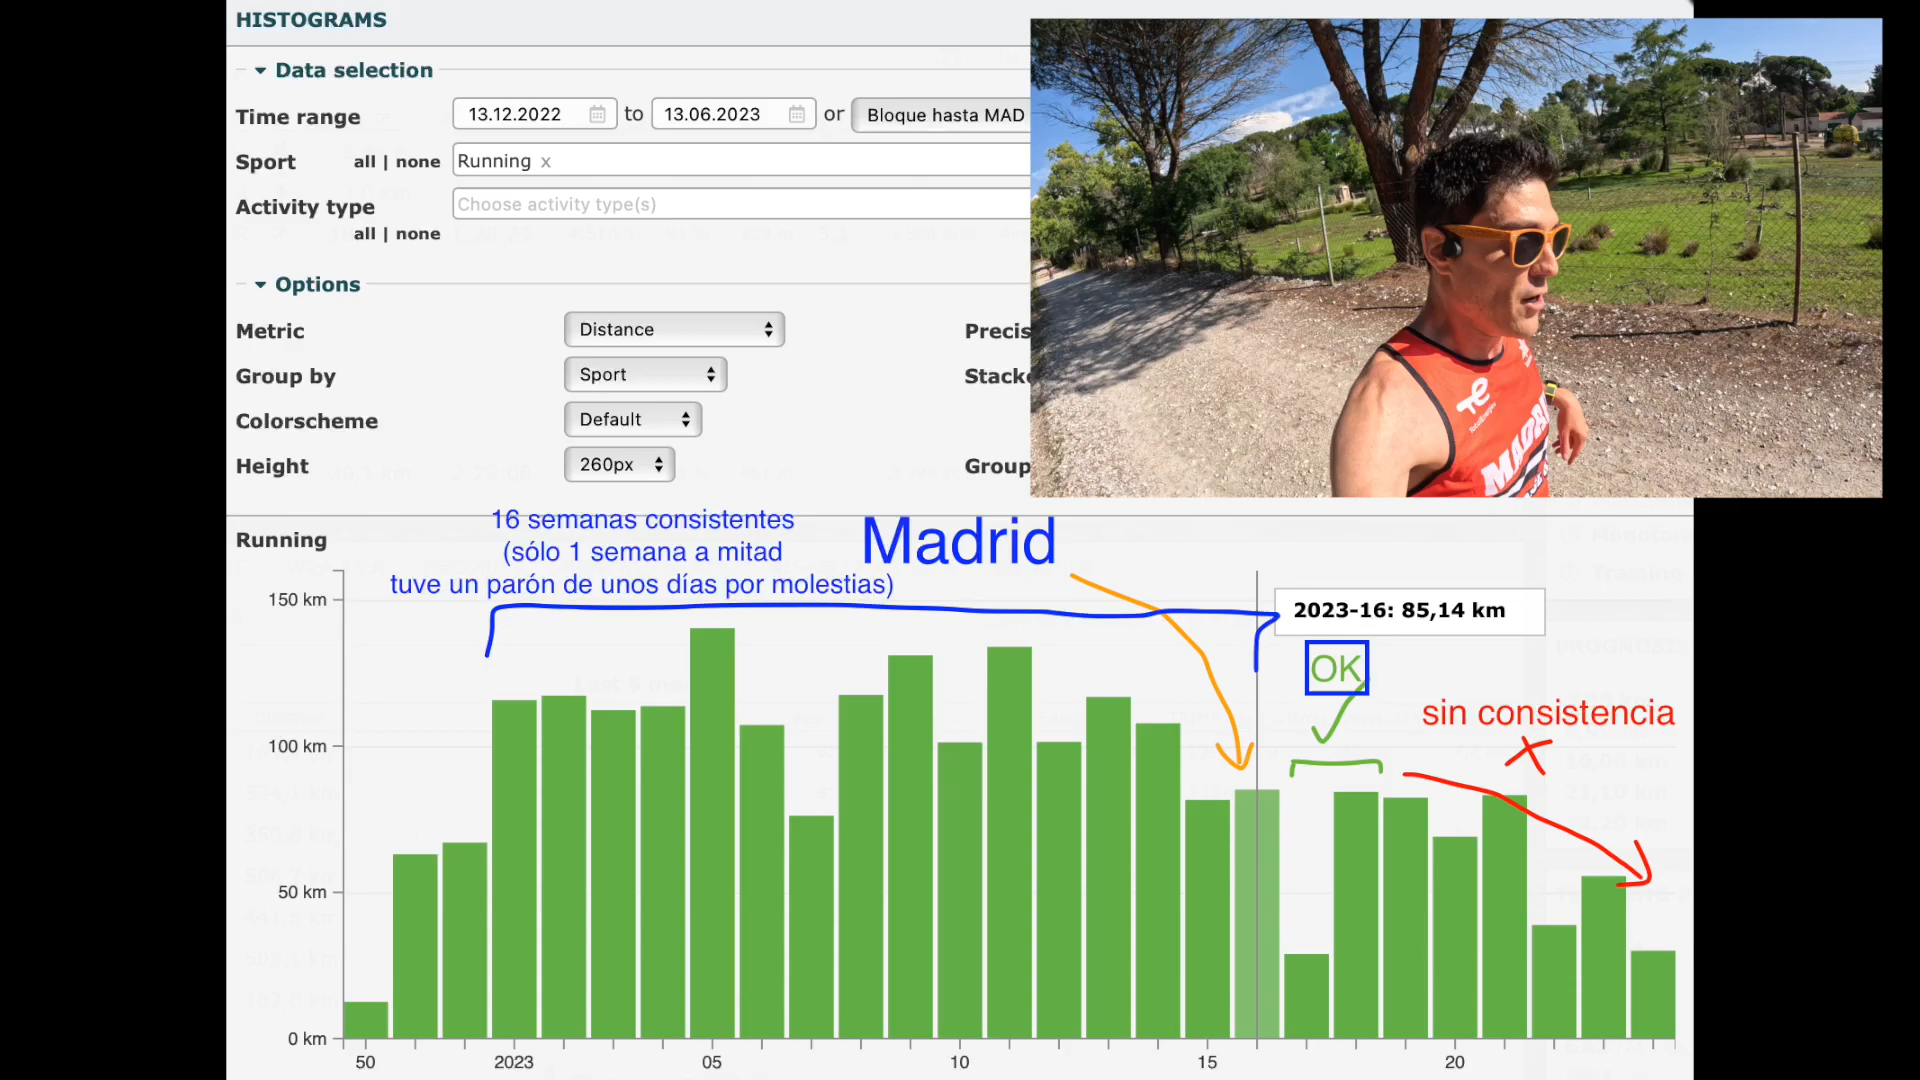 HISTOGRAMS
Data selection
Time range 13.12.2022 to 13.06.2023 or Bloque hasta MAD
Sport all | none Running x
Activity type Choose activity type(s)
all | none
Options
Metric Distance Precis
Group by Sport Stack
Colorscheme Default
Height 260px Group
MADRI
Running
16 semanas consistentes
(sólo 1 semana a mitad
tuve un parón de unos días por molestias)
Madrid
2023-16: 85,14 km
OK
sin consistencia
150 km
100 km
50 km
0 km
50 2023 05 10 15 20